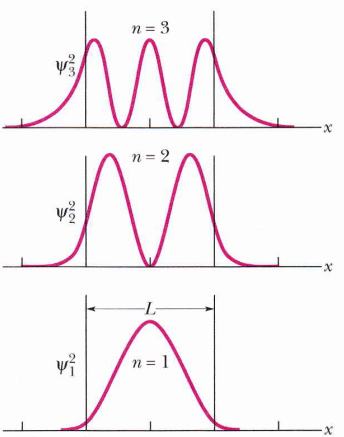 n = 3
ψ₃²
x
n = 2
ψ₂²
x
L
ψ₁²
n = 1
x